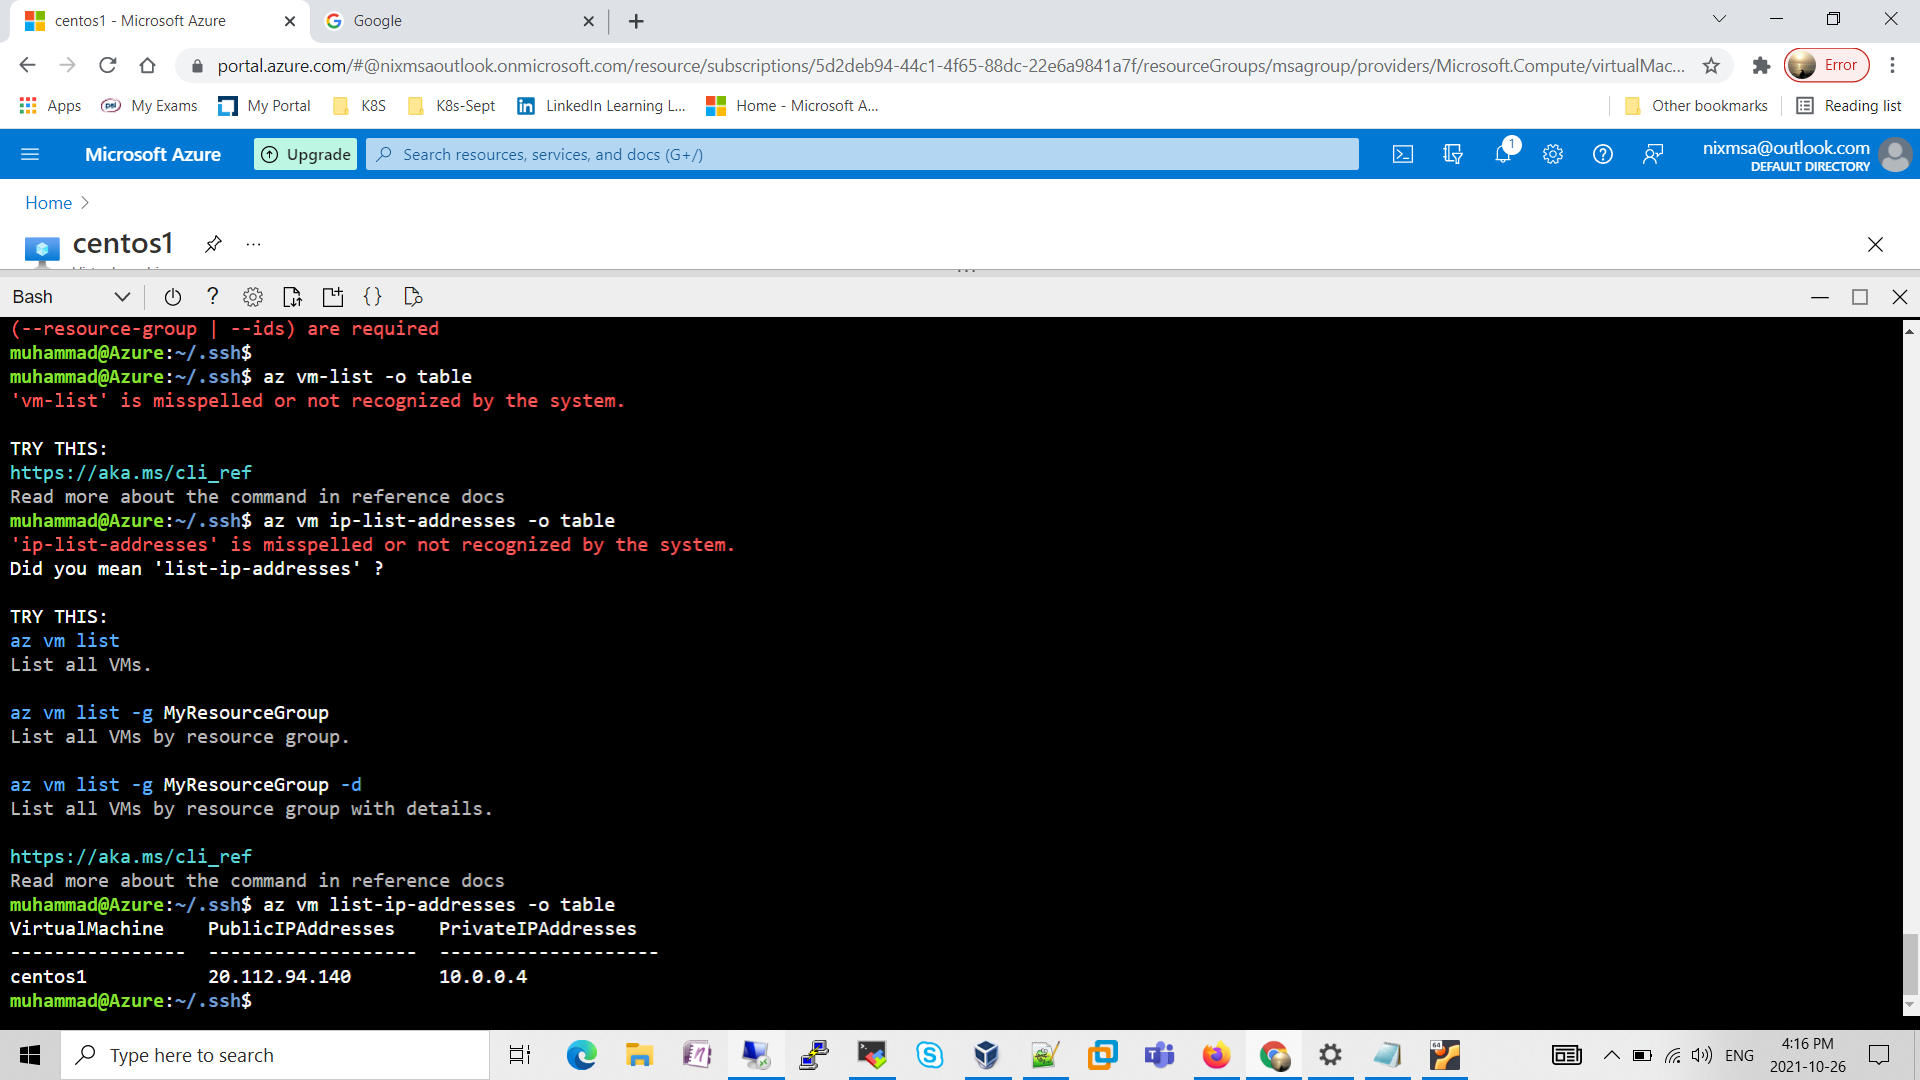 centos1 - Microsoft Azure
Google
portal.azure.com/#@nixmsaoutlook.onmicrosoft.com/resource/subscriptions/5d2deb94-44c1-4f65-88dc-22e6a9841a7f/resourceGroups/msagroup/providers/Microsoft.Compute/virtualMac...
Error
Apps
psi
My Exams
My Portal
K8S
K8s-Sept
LinkedIn Learning L...
Home - Microsoft A...
Other bookmarks
Reading list
Microsoft Azure
Upgrade
Search resources, services, and docs (G+/)
1
nixmsa@outlook.com
DEFAULT DIRECTORY
Home >
centos1
...
Bash
(--resource-group | --ids) are required
muhammad@Azure:~/.ssh$
muhammad@Azure:~/.ssh$ az vm-list -o table
'vm-list' is misspelled or not recognized by the system.
TRY THIS:
https://aka.ms/cli_ref
Read more about the command in reference docs
muhammad@Azure:~/.ssh$ az vm ip-list-addresses -o table
'ip-list-addresses' is misspelled or not recognized by the system.
Did you mean 'list-ip-addresses' ?
TRY THIS:
az vm list
List all VMs.
az vm list -g MyResourceGroup
List all VMs by resource group.
az vm list -g MyResourceGroup -d
List all VMs by resource group with details.
https://aka.ms/cli_ref
Read more about the command in reference docs
muhammad@Azure:~/.ssh$ az vm list-ip-addresses -o table
VirtualMachine    PublicIPAddresses    PrivateIPAddresses
----------------  -------------------  --------------------
centos1           20.112.94.140        10.0.0.4
muhammad@Azure:~/.ssh$
Type here to search
64
ENG
4:16 PM
2021-10-26